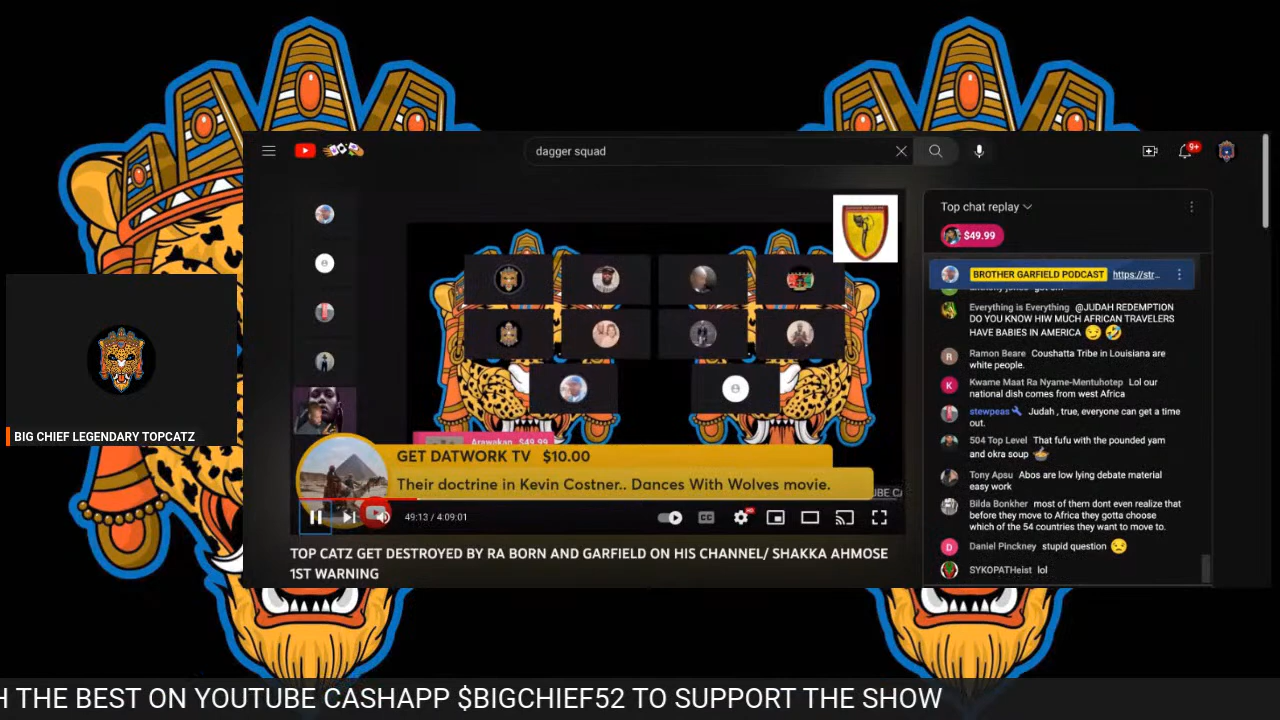 dagger squad
9+
Top chat replay
$49.99
BROTHER GARFIELD PODCAST https://str...
Everything is Everything @JUDAH REDEMPTION
DO YOU KNOW HIW MUCH AFRICAN TRAVELERS
HAVE BABIES IN AMERICA
R
Ramon Beare Coushatta Tribe in Louisiana are
white people.
K
Kwame Maat Ra Nyame-Mentuhotep Lol our
national dish comes from west Africa
stewpeas Judah , true, everyone can get a time
out.
504 Top Level That fufu with the pounded yam
and okra soup
Tony Apsu Abos are low lying debate material
easy work
Bilda Bonkher most of them dont even realize that
before they move to Africa they gotta choose
which of the 54 countries they want to move to.
D
Daniel Pinckney stupid question
SYKOPATHeist lol
Arewakan $49.99
GET DATWORK TV $10.00
Their doctrine in Kevin Costner.. Dances With Wolves movie.
49:13 / 4:09:01
CC
HD
TOP CATZ GET DESTROYED BY RA BORN AND GARFIELD ON HIS CHANNEL/ SHAKKA AHMOSE
1ST WARNING
BIG CHIEF LEGENDARY TOPCATZ
H THE BEST ON YOUTUBE CASHAPP $BIGCHIEF52 TO SUPPORT THE SHOW